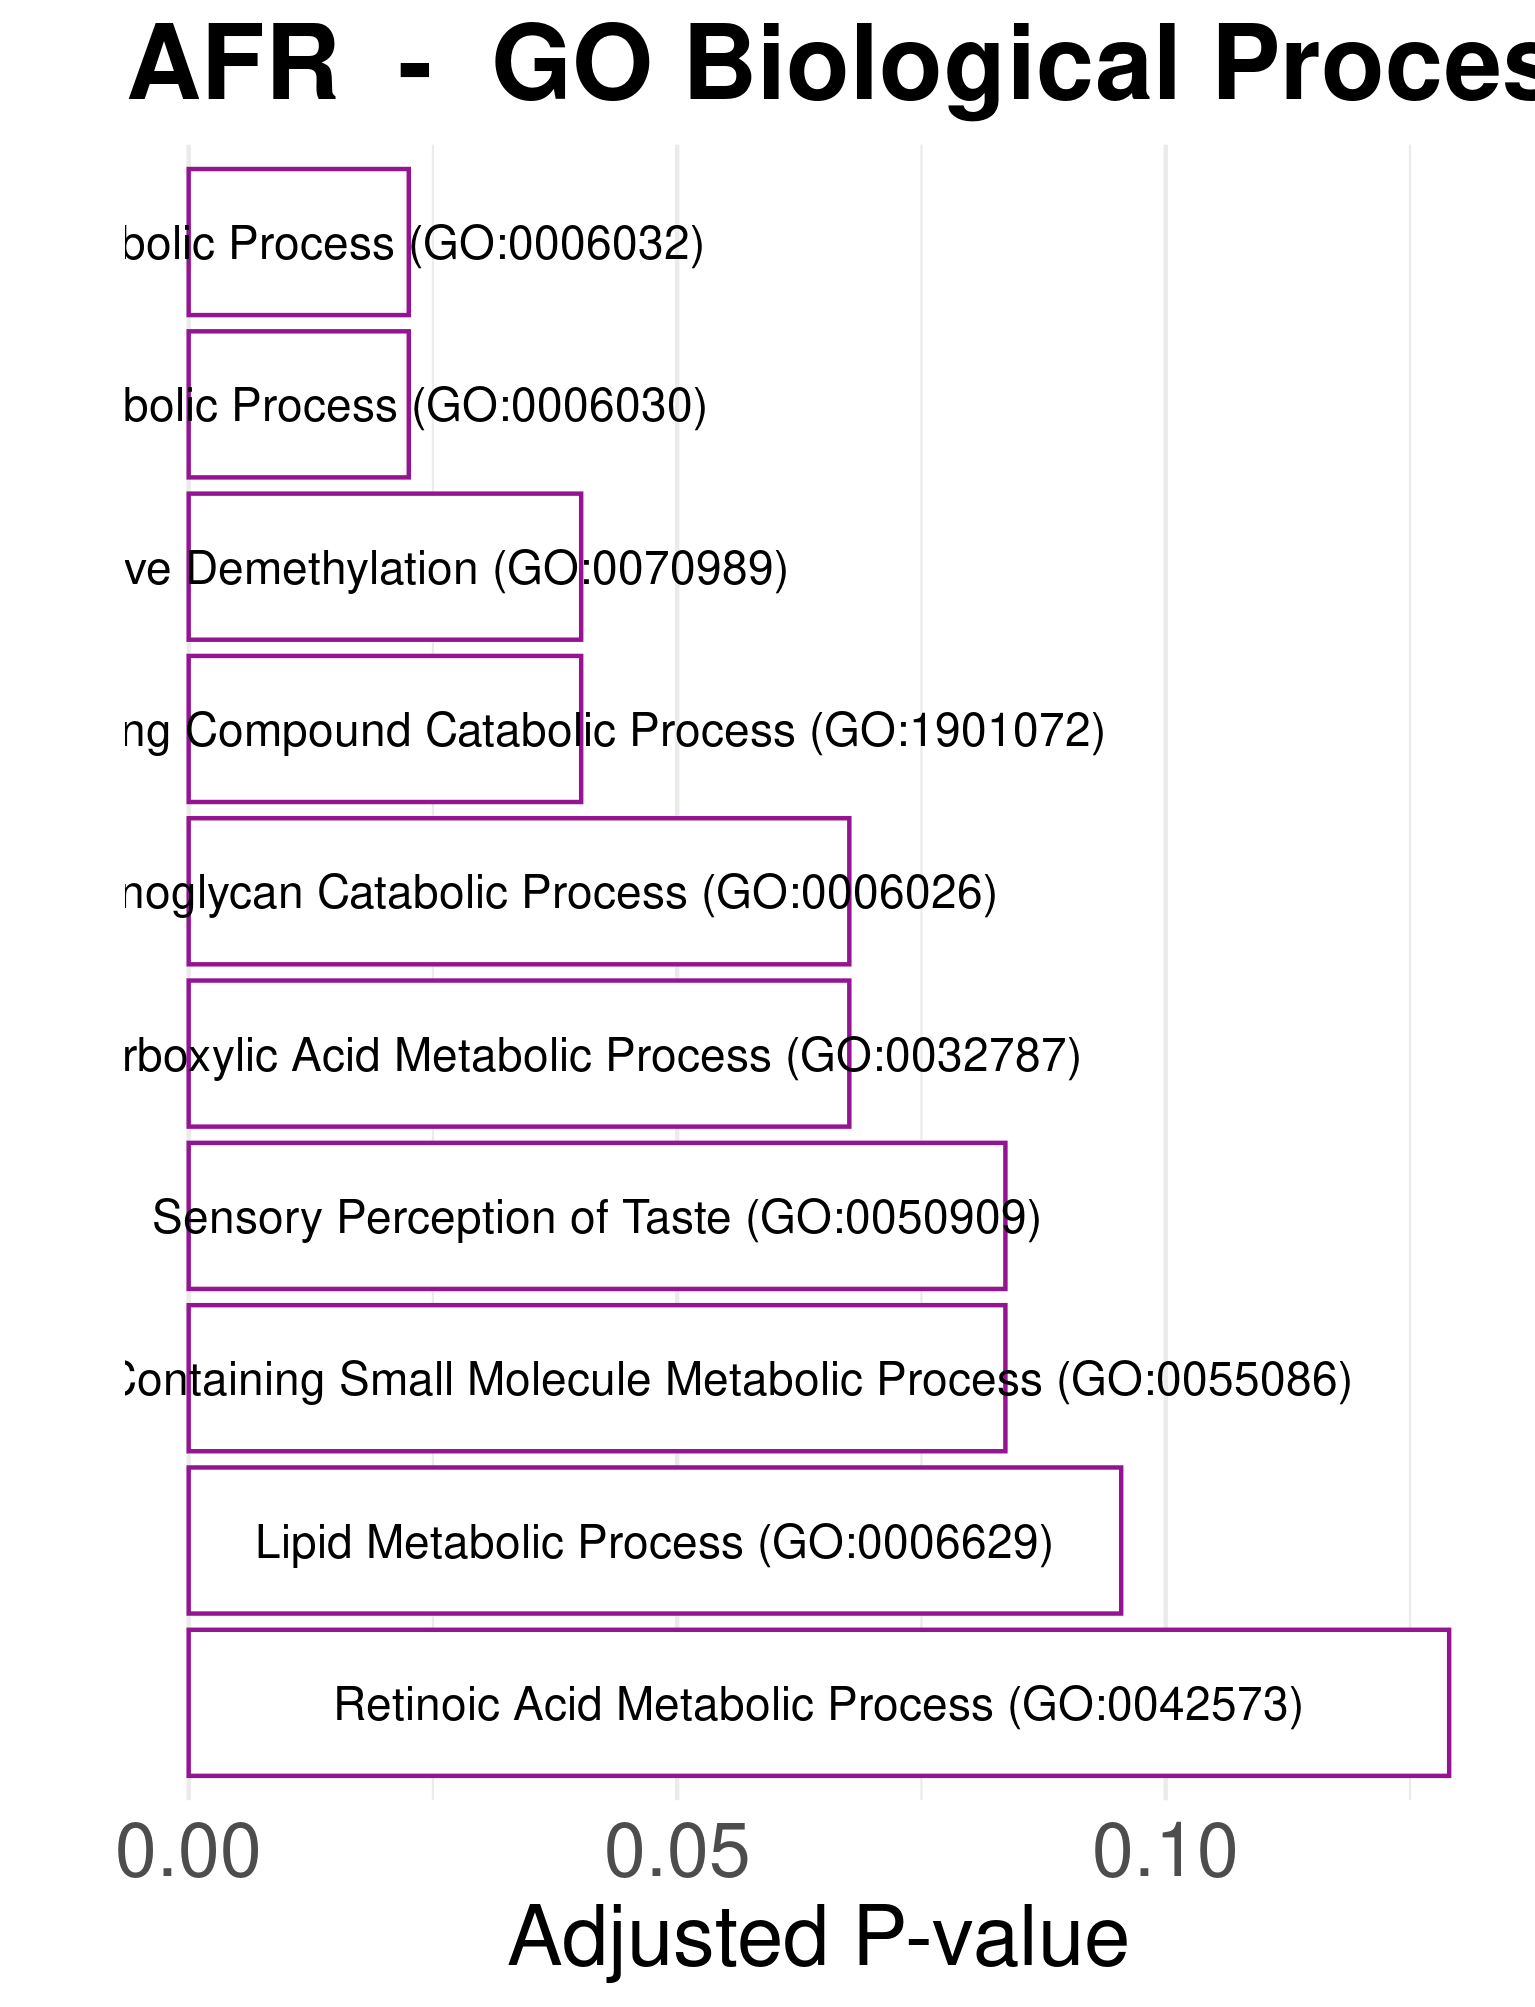 AFR - GO Biological Proces
bolic Process (GO:0006032)
bolic Process (GO:0006030)
ve Demethylation (GO:0070989)
ng Compound Catabolic Process (GO:1901072)
noglycan Catabolic Process (GO:0006026)
rboxylic Acid Metabolic Process (GO:0032787)
Sensory Perception of Taste (GO:0050909)
Containing Small Molecule Metabolic Process (GO:0055086)
Lipid Metabolic Process (GO:0006629)
Retinoic Acid Metabolic Process (GO:0042573)
0.00 0.05 0.10
Adjusted P-value